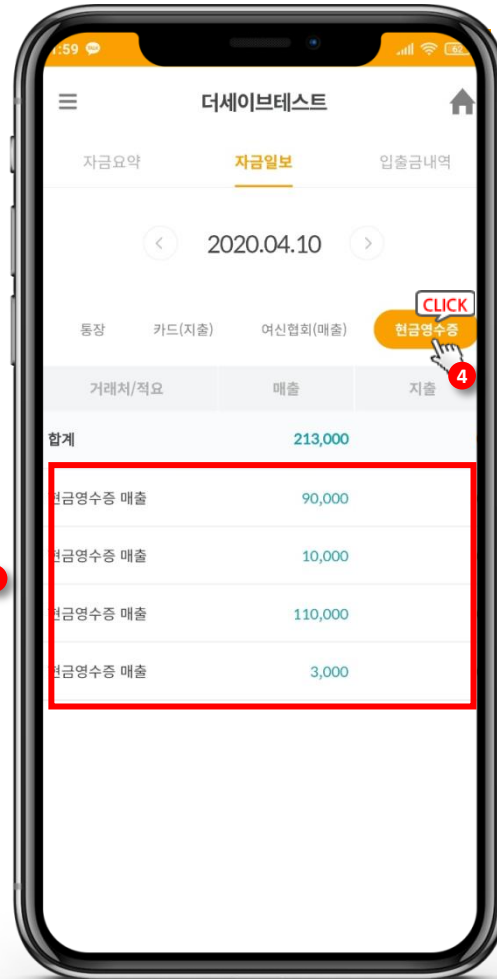 :59
62
더세이브테스트
자금요약 자금일보 입출금내역
2020.04.10
CLICK
통장 카드(지출) 여신협회(매출) 현금영수증
4
거래처/적요 매출 지출
합계 213,000
현금영수증 매출 90,000
현금영수증 매출 10,000
현금영수증 매출 110,000
현금영수증 매출 3,000